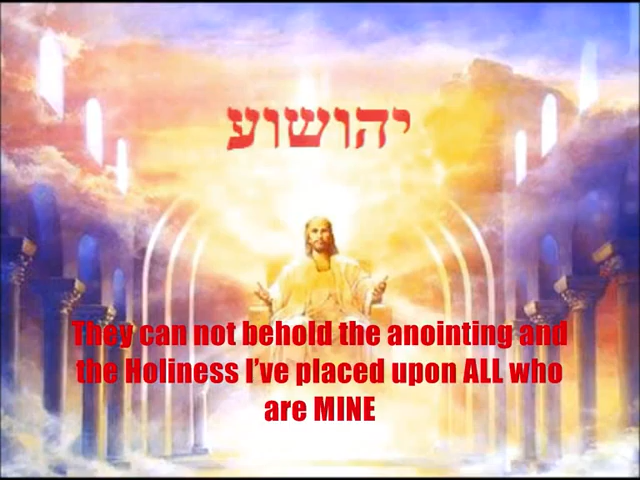 יהושוע
They can not behold the anointing and
the Holiness I’ve placed upon ALL who
are MINE